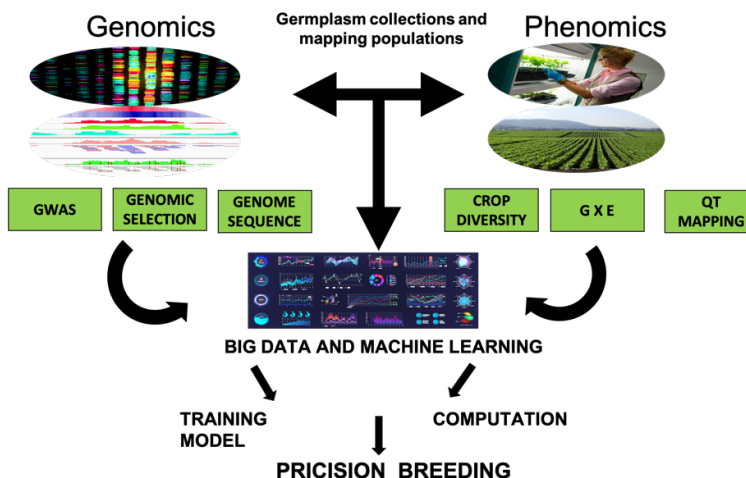 Genomics
Germplasm collections and
mapping populations
Phenomics
GWAS
GENOMIC
SELECTION
GENOME
SEQUENCE
CROP
DIVERSITY
G X E
QT
MAPPING
BIG DATA AND MACHINE LEARNING
TRAINING
MODEL
COMPUTATION
PRICISION BREEDING